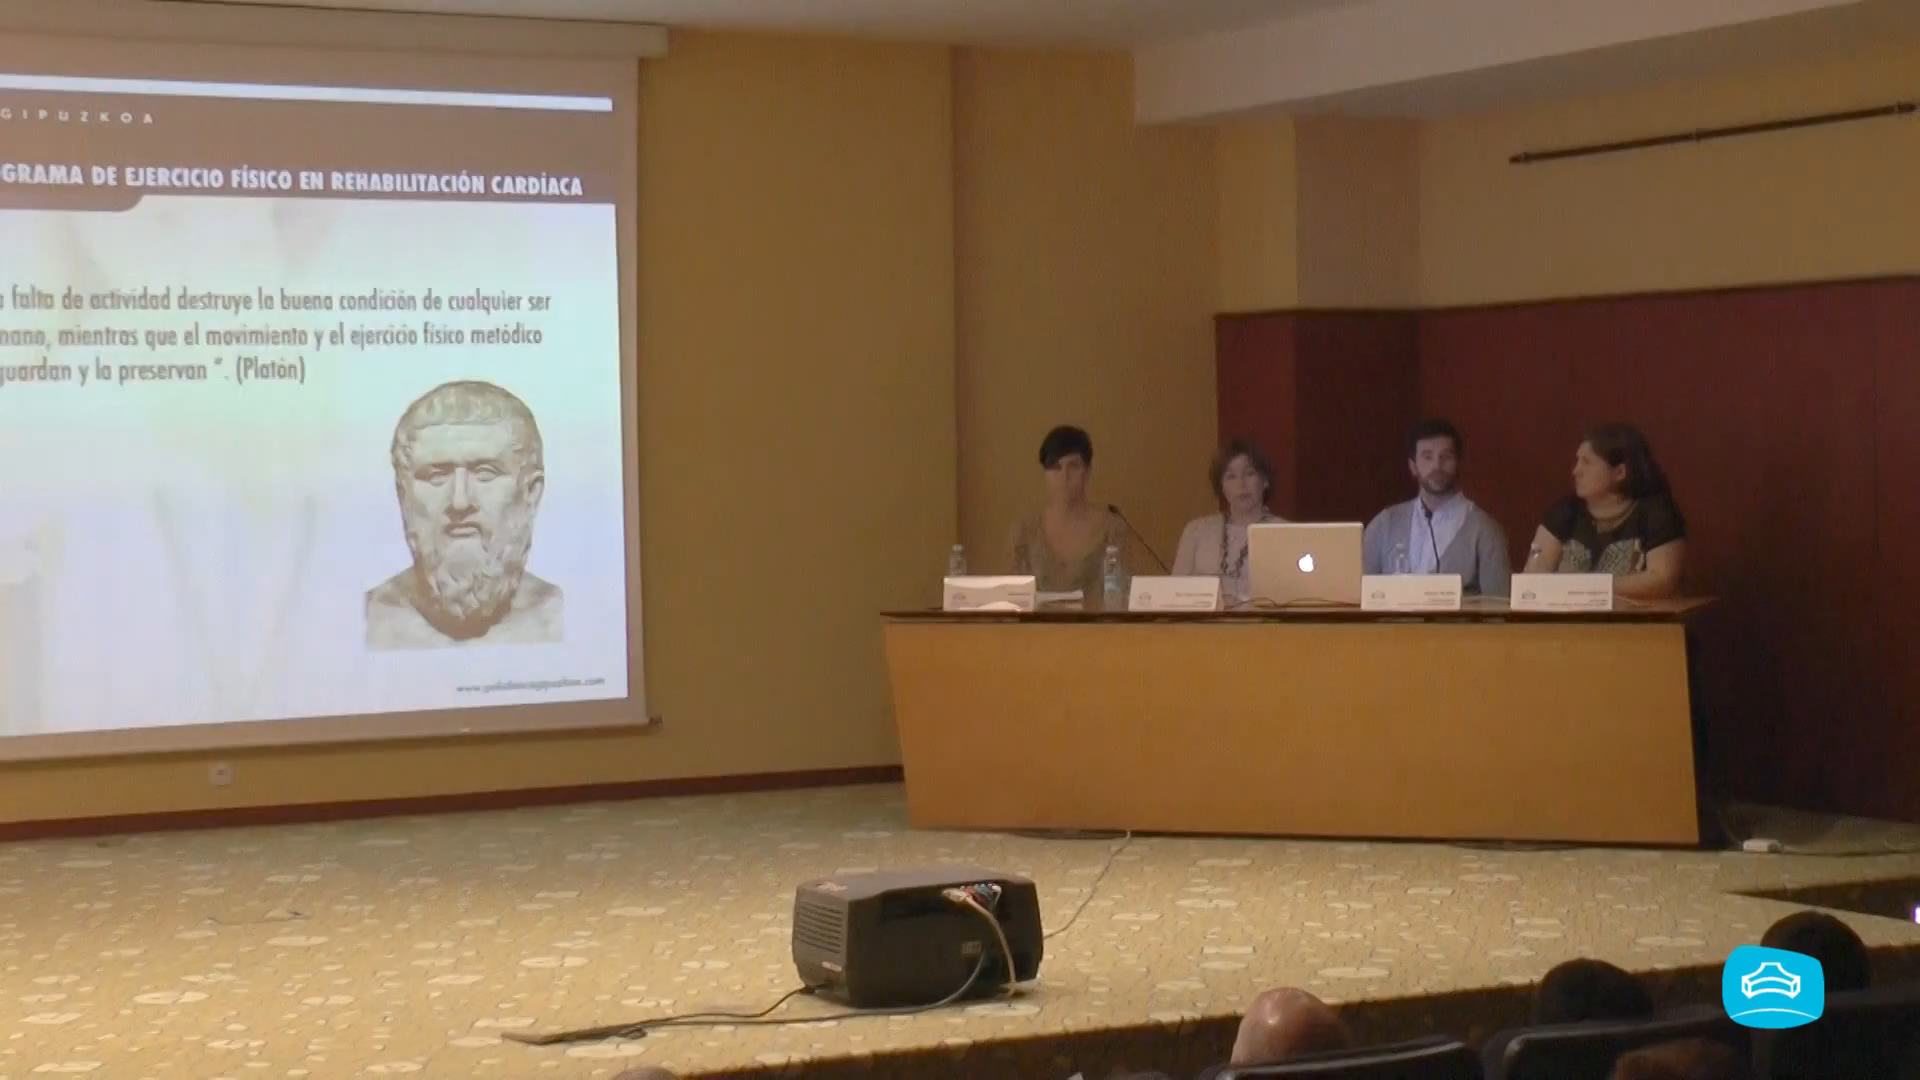 GIPUZKOA
GRAMA DE EJERCICIO FÍSICO EN REHABILITACIÓN CARDÍACA
a falta de actividad destruye la buena condición de cualquier ser
mano, mientras que el movimiento y el ejercicio físico metódico
guardan y la preservan ". (Platón)